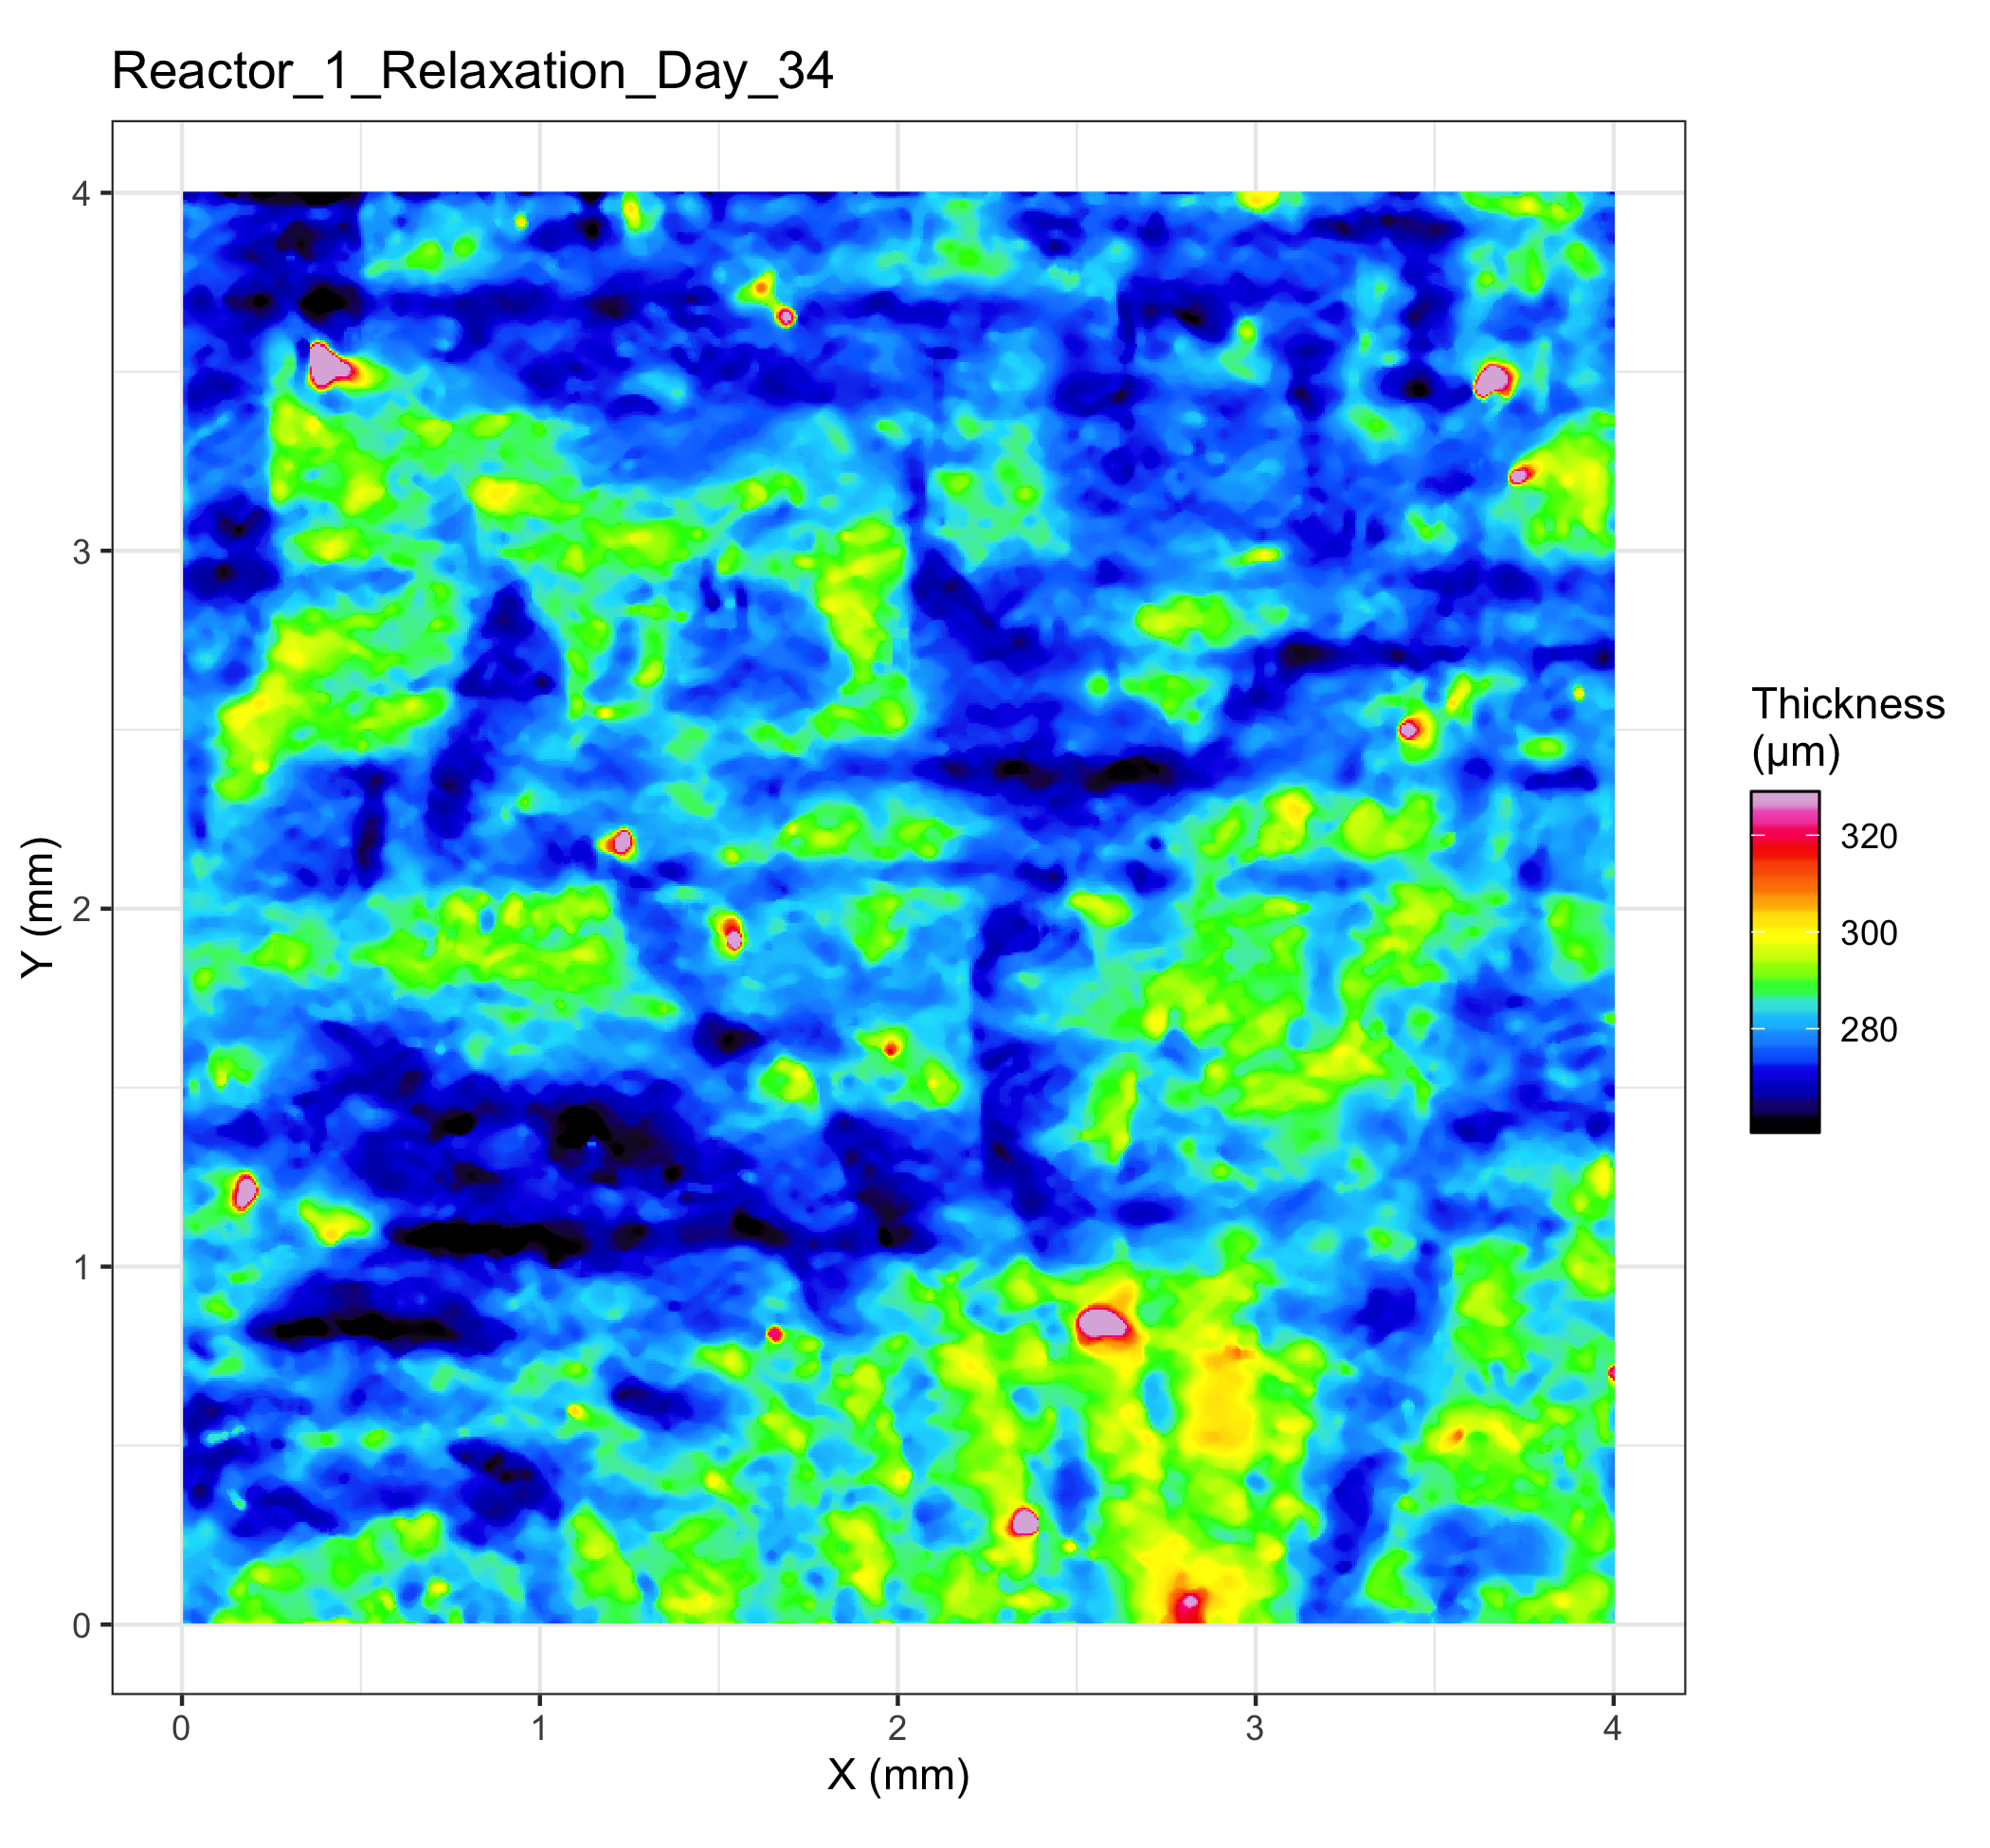 Reactor_1_Relaxation_Day_34
4
3
2
1
0
Y (mm)
0 1 2 3 4
X (mm)
Thickness
(µm)
320
300
280